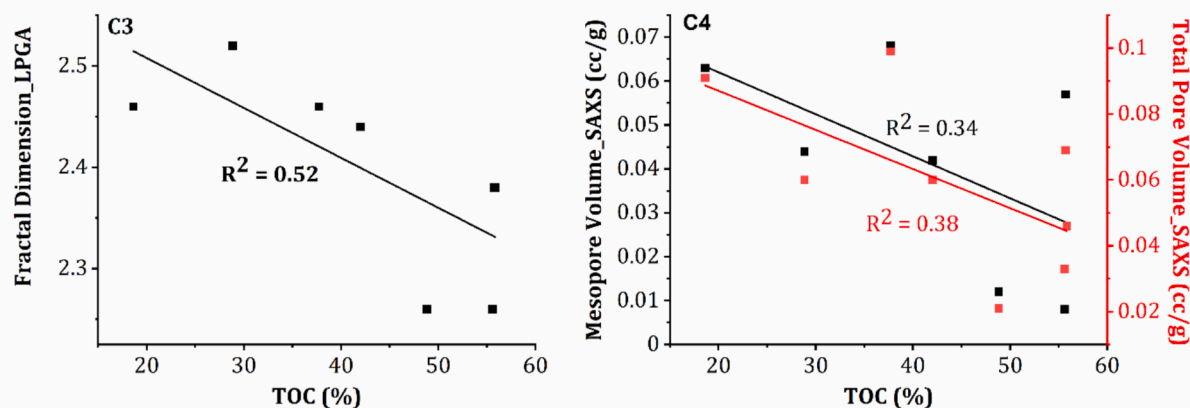 C3
Fractal Dimension_LPGA
2.5
2.4
2.3
R² = 0.52
20
30
40
50
60
TOC (%)
C4
Mesopore Volume_SAXS (cc/g)
0.07
0.06
0.05
0.04
0.03
0.02
0.01
0
R² = 0.34
R² = 0.38
20
30
40
50
60
TOC (%)
0.1
0.08
0.06
0.04
0.02
Total Pore Volume_SAXS (cc/g)